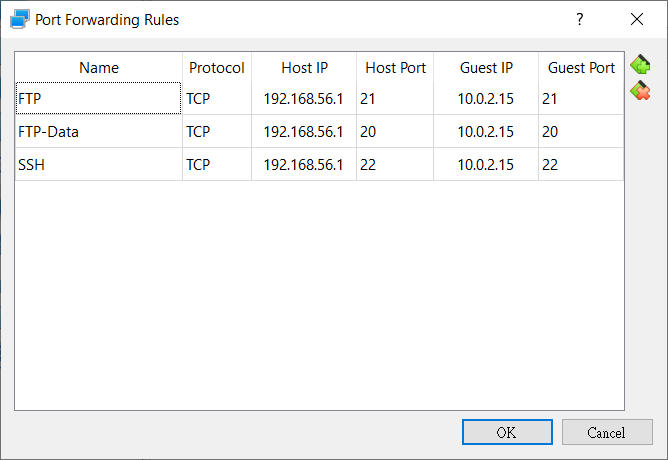 Port Forwarding Rules ?
Name Protocol Host IP Host Port Guest IP Guest Port
FTP TCP 192.168.56.1 21 10.0.2.15 21
FTP-Data TCP 192.168.56.1 20 10.0.2.15 20
SSH TCP 192.168.56.1 22 10.0.2.15 22
OK Cancel